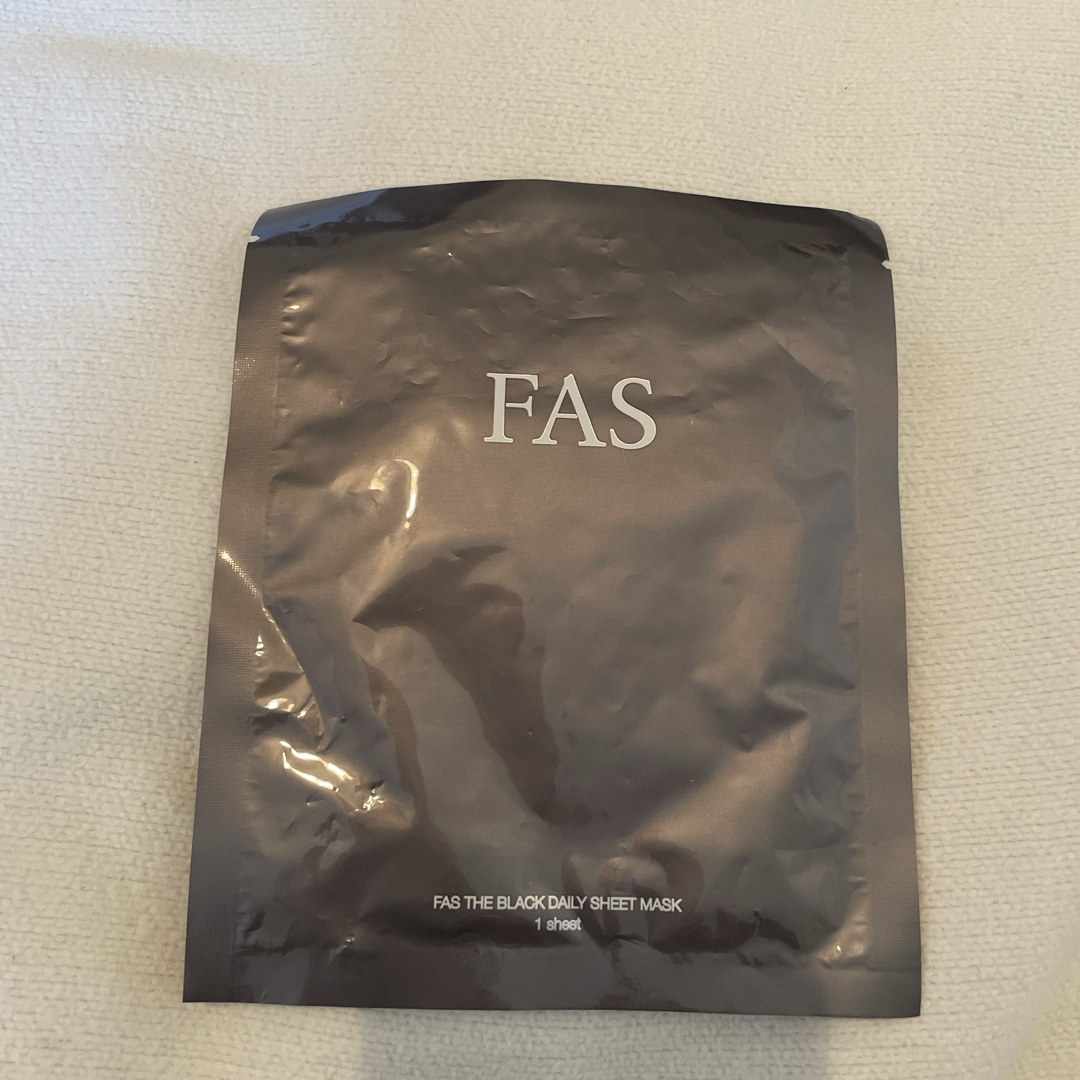 FAS
FAS THE BLACK DAILY SHEET MASK
1 sheet